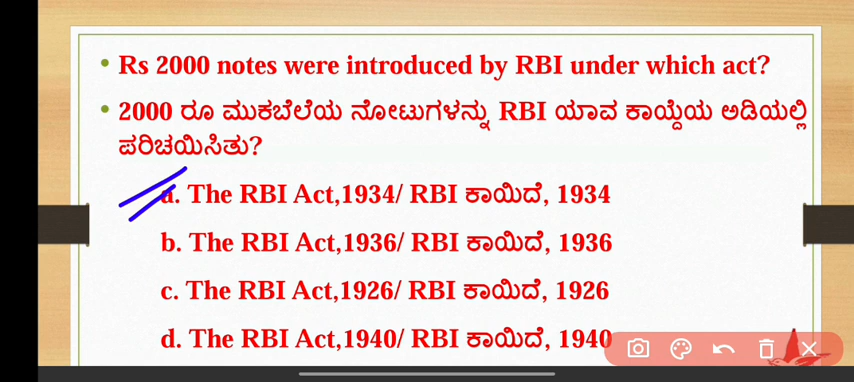 • Rs 2000 notes were introduced by RBI under which act?
• 2000 ರೂ ಮುಕಬೆಲೆಯ ನೋಟುಗಳನ್ನು RBI ಯಾವ ಕಾಯ್ದೆಯ ಅಡಿಯಲ್ಲಿ
ಪರಿಚಯಿಸಿತು?
a. The RBI Act,1934/ RBI ಕಾಯಿದೆ, 1934
b. The RBI Act,1936/ RBI ಕಾಯಿದೆ, 1936
c. The RBI Act,1926/ RBI ಕಾಯಿದೆ, 1926
d. The RBI Act,1940/ RBI ಕಾಯಿದೆ, 1940